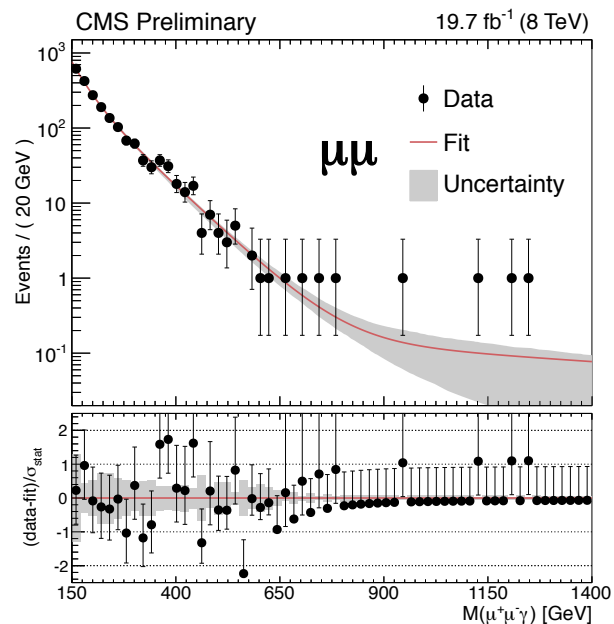 CMS Preliminary 19.7 fb⁻¹ (8 TeV)
10³
Data
10²
μμ
Fit
Uncertainty
10
1
10⁻¹
Events / ( 20 GeV )
2
1
0
-1
-2
(data-fit)/σstat
150 400 650 900 1150 1400
M(μ⁺μ⁻γ) [GeV]